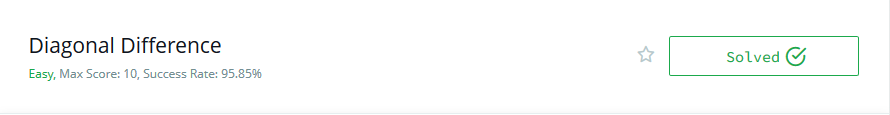 Diagonal Difference
Solved
Easy, Max Score: 10, Success Rate: 95.85%